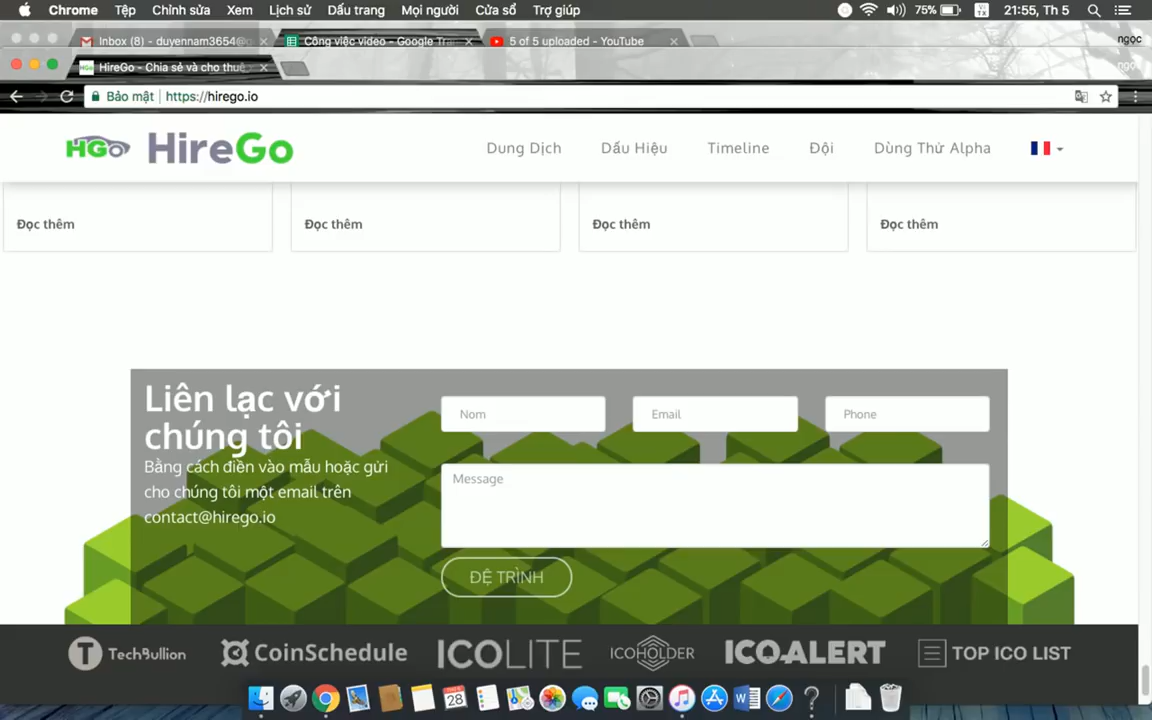 Chrome Tệp Chỉnh sửa Xem Lịch sử Dấu trang Mọi người Cửa sổ Trợ giúp 75% 21:55, Th 5
Inbox (8) - duyennam3654@ Công việc video - Google Tra 5 of 5 uploaded - YouTube ngọc
HireGo - Chia sẻ và cho thuê
Bảo mật https://hirego.io
HGO HireGo Dung Dịch Dấu Hiệu Timeline Đội Dùng Thử Alpha
Đọc thêm Đọc thêm Đọc thêm Đọc thêm
Liên lạc với
chúng tôi
Bằng cách điền vào mẫu hoặc gửi
cho chúng tôi một email trên
contact@hirego.io
Nom Email Phone
Message
ĐỆ TRÌNH
T TechBullion CoinSchedule ICOLITE ICOHOLDER ICOALERT TOP ICO LIST
28